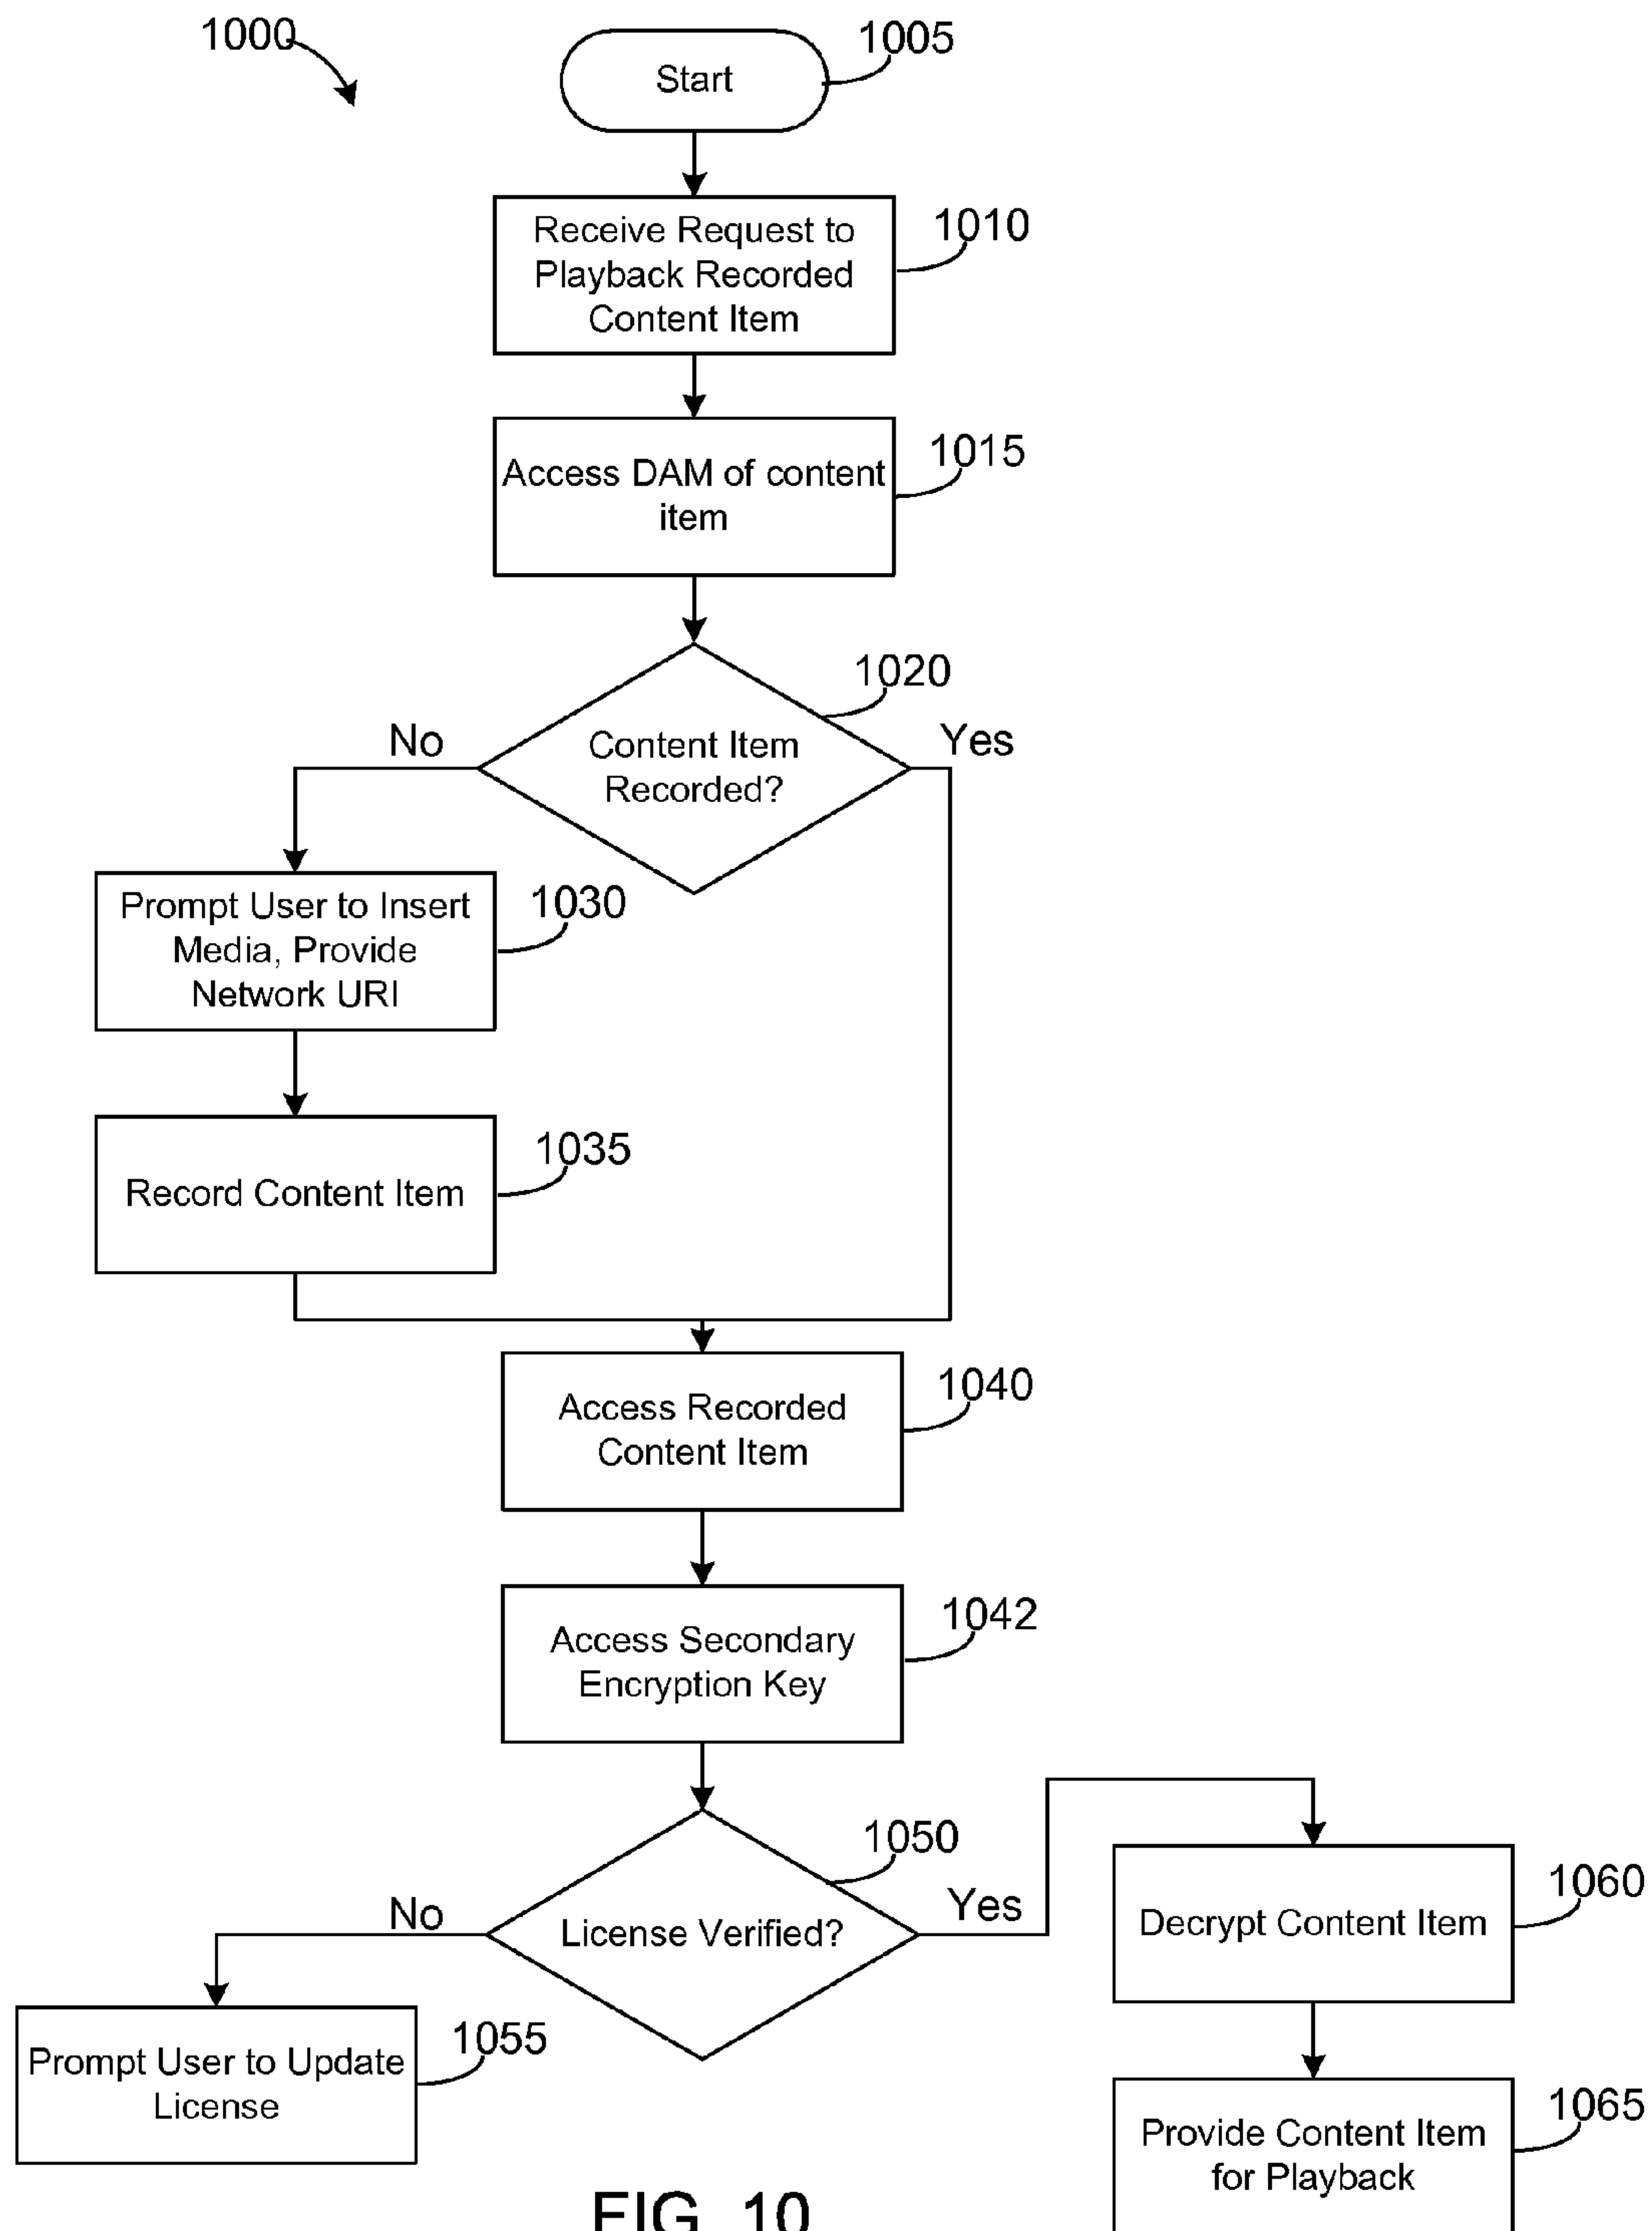 1000
Start
1005
Receive Request to
Playback Recorded
Content Item
1010
Access DAM of content
item
1015
Content Item
Recorded?
1020
No
Yes
Prompt User to Insert
Media, Provide
Network URI
1030
Record Content Item
1035
Access Recorded
Content Item
1040
Access Secondary
Encryption Key
1042
License Verified?
1050
No
Yes
Prompt User to Update
License
1055
Decrypt Content Item
1060
Provide Content Item
for Playback
1065
FIG. 10